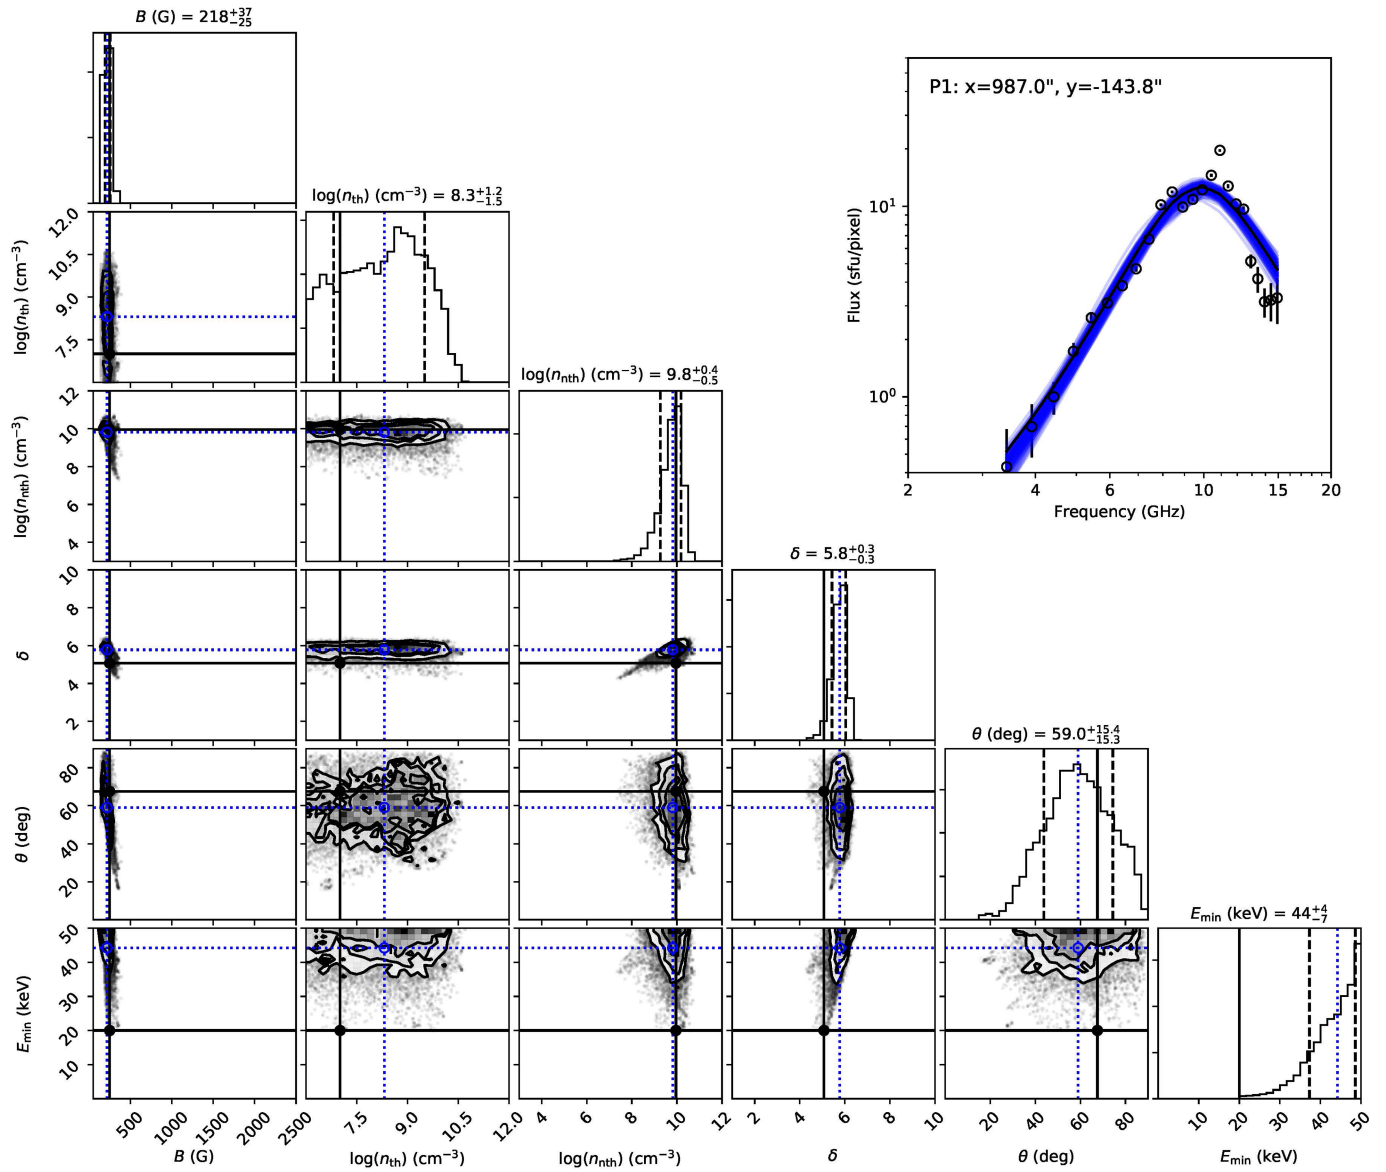 B (G) = 218+37−25
P1: x=987.0", y=-143.8"
log(nth) (cm−3) = 8.3+1.2−1.5
12.0
10.5
9.0
7.5
log(nth) (cm−3)
10¹
10⁰
Flux (sfu/pixel)
2 4 6 10 15 20
Frequency (GHz)
log(nnth) (cm−3) = 9.8+0.4−0.5
12
10
8
6
4
log(nnth) (cm−3)
δ = 5.8+0.3−0.3
10
8
6
4
2
δ
θ (deg) = 59.0+15.4−15.3
80
60
40
20
θ (deg)
Emin (keV) = 44+4−7
50
40
30
20
10
Emin (keV)
500 1000 1500 2000 2500 7.5 9.0 10.5 12.0 4 6 8 10 12 2 4 6 8 10 20 40 60 80 10 20 30 40 50
B (G) log(nth) (cm−3) log(nnth) (cm−3) δ θ (deg) Emin (keV)